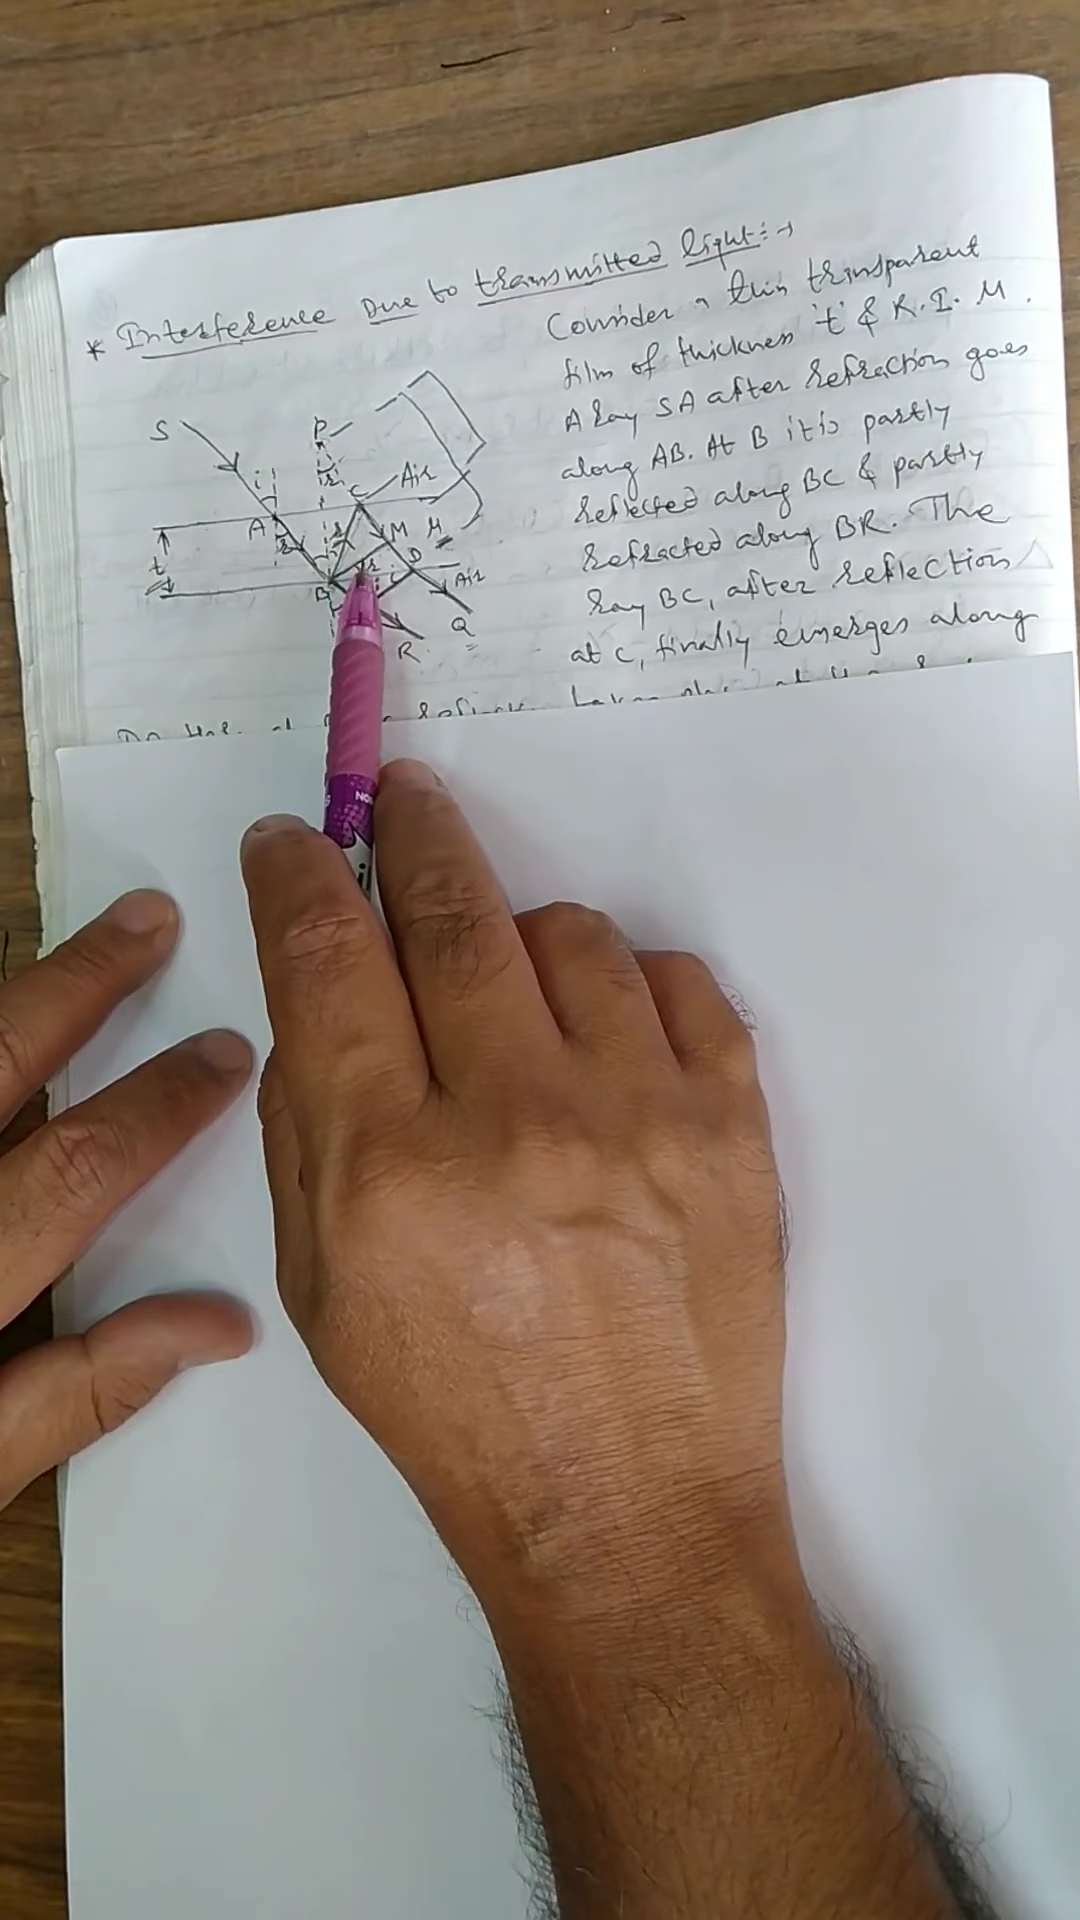 * Interference Due to transmitted light:→
Consider a thin transparent
film of thickness 't' & R.I. μ.
A Ray SA after Refraction goes
along AB. At B it is partly
Reflected along BC & partly
Refracted along BR. The
Ray BC, after Reflection
at C, finally emerges along
S
P
i
C
Air
A
r
M
μ
t
D
Air
B
Q
R
DQ